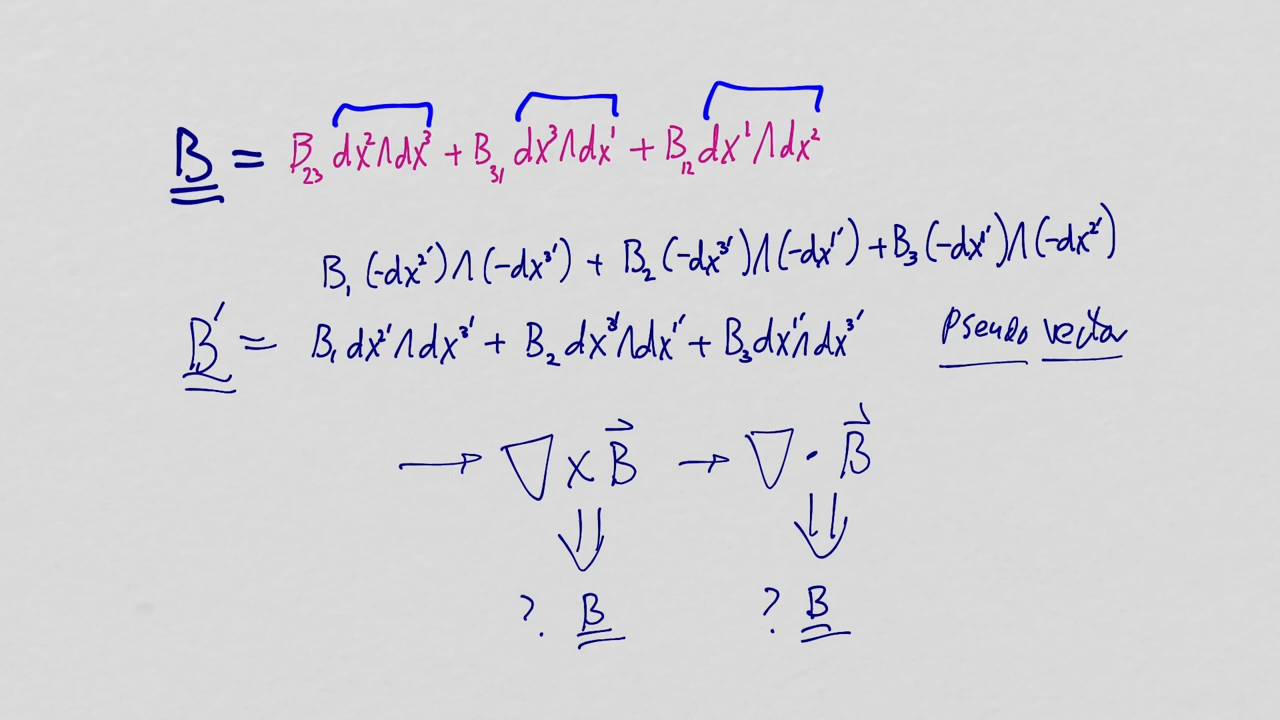 B = B₂₃ dx²∧dx³ + B₃₁ dx³∧dx¹ + B₁₂ dx¹∧dx²
B₁ (-dx²′)∧(-dx³′) + B₂ (-dx³′)∧(-dx¹′) + B₃ (-dx¹′)∧(-dx²′)
B′ = B₁ dx²′∧dx³′ + B₂ dx³′∧dx¹′ + B₃ dx¹′∧dx³′ Pseudo vector
→ ∇ × B⃗ → ∇ · B⃗
⇓ ⇓
? B ? B